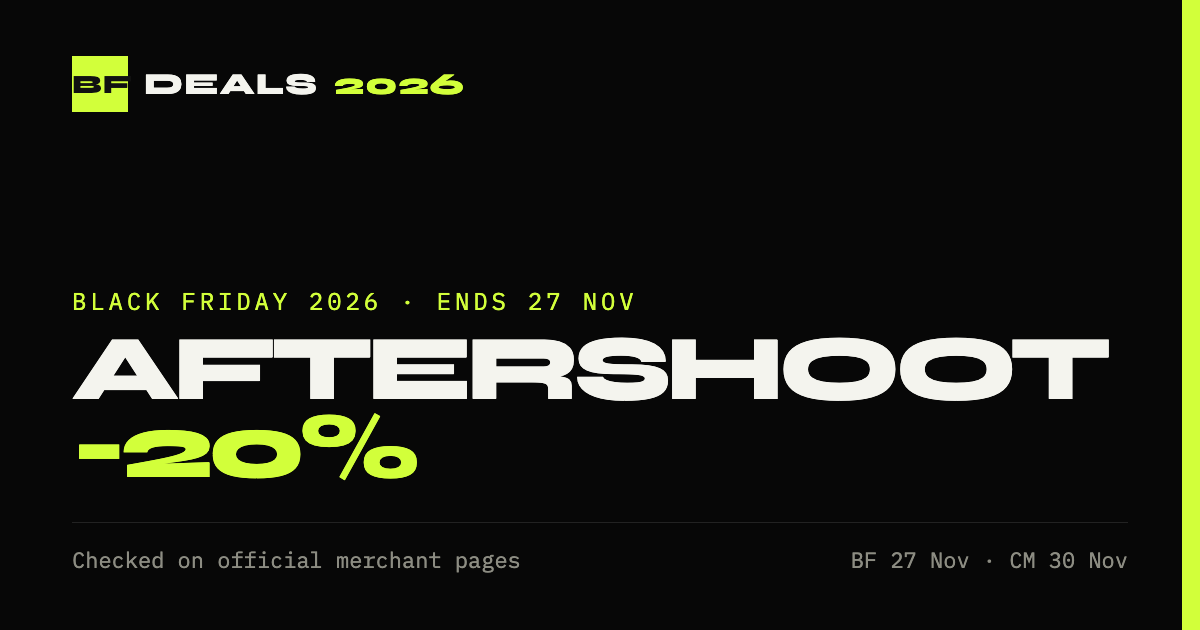 BF DEALS 2026
BLACK FRIDAY 2026 · ENDS 27 NOV
AFTERSHOOT
-20%
Checked on official merchant pages
BF 27 Nov · CM 30 Nov